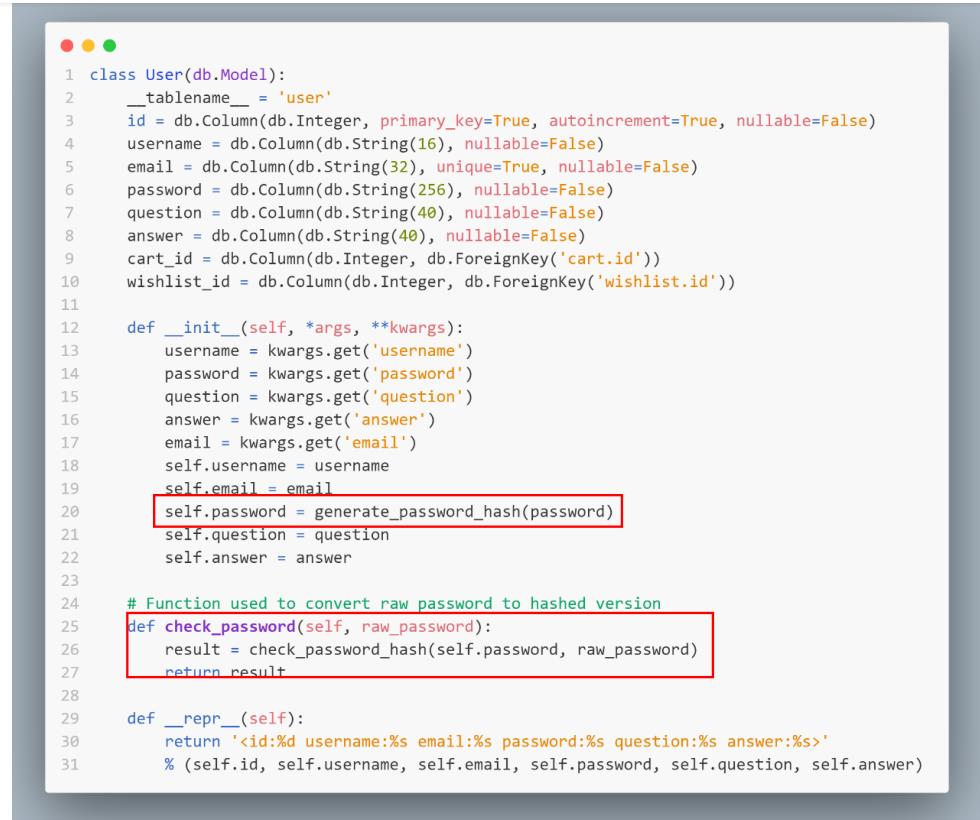 1 class User(db.Model):
2     __tablename__ = 'user'
3     id = db.Column(db.Integer, primary_key=True, autoincrement=True, nullable=False)
4     username = db.Column(db.String(16), nullable=False)
5     email = db.Column(db.String(32), unique=True, nullable=False)
6     password = db.Column(db.String(256), nullable=False)
7     question = db.Column(db.String(40), nullable=False)
8     answer = db.Column(db.String(40), nullable=False)
9     cart_id = db.Column(db.Integer, db.ForeignKey('cart.id'))
10     wishlist_id = db.Column(db.Integer, db.ForeignKey('wishlist.id'))
11
12     def __init__(self, *args, **kwargs):
13         username = kwargs.get('username')
14         password = kwargs.get('password')
15         question = kwargs.get('question')
16         answer = kwargs.get('answer')
17         email = kwargs.get('email')
18         self.username = username
19         self.email = email
20         self.password = generate_password_hash(password)
21         self.question = question
22         self.answer = answer
23
24     # Function used to convert raw password to hashed version
25     def check_password(self, raw_password):
26         result = check_password_hash(self.password, raw_password)
27         return result
28
29     def __repr__(self):
30         return '<id:%d username:%s email:%s password:%s question:%s answer:%s>'
31         % (self.id, self.username, self.email, self.password, self.question, self.answer)